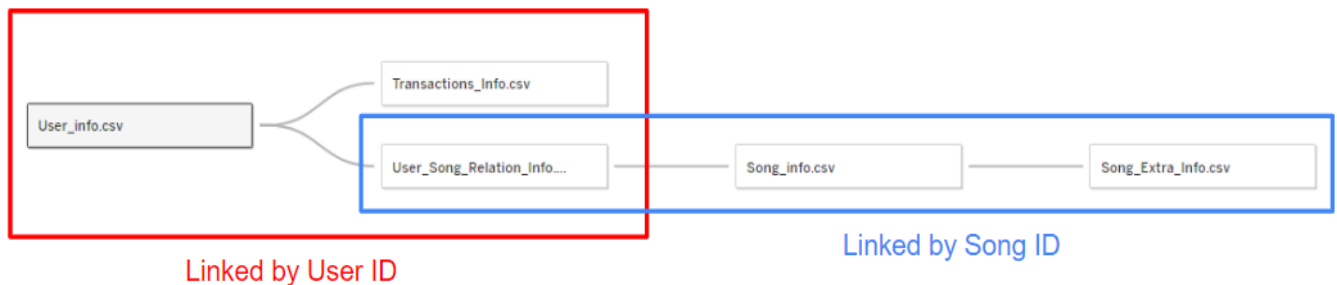 Transactions_Info.csv
User_info.csv
User_Song_Relation_Info....
Song_info.csv
Song_Extra_Info.csv
Linked by Song ID
Linked by User ID